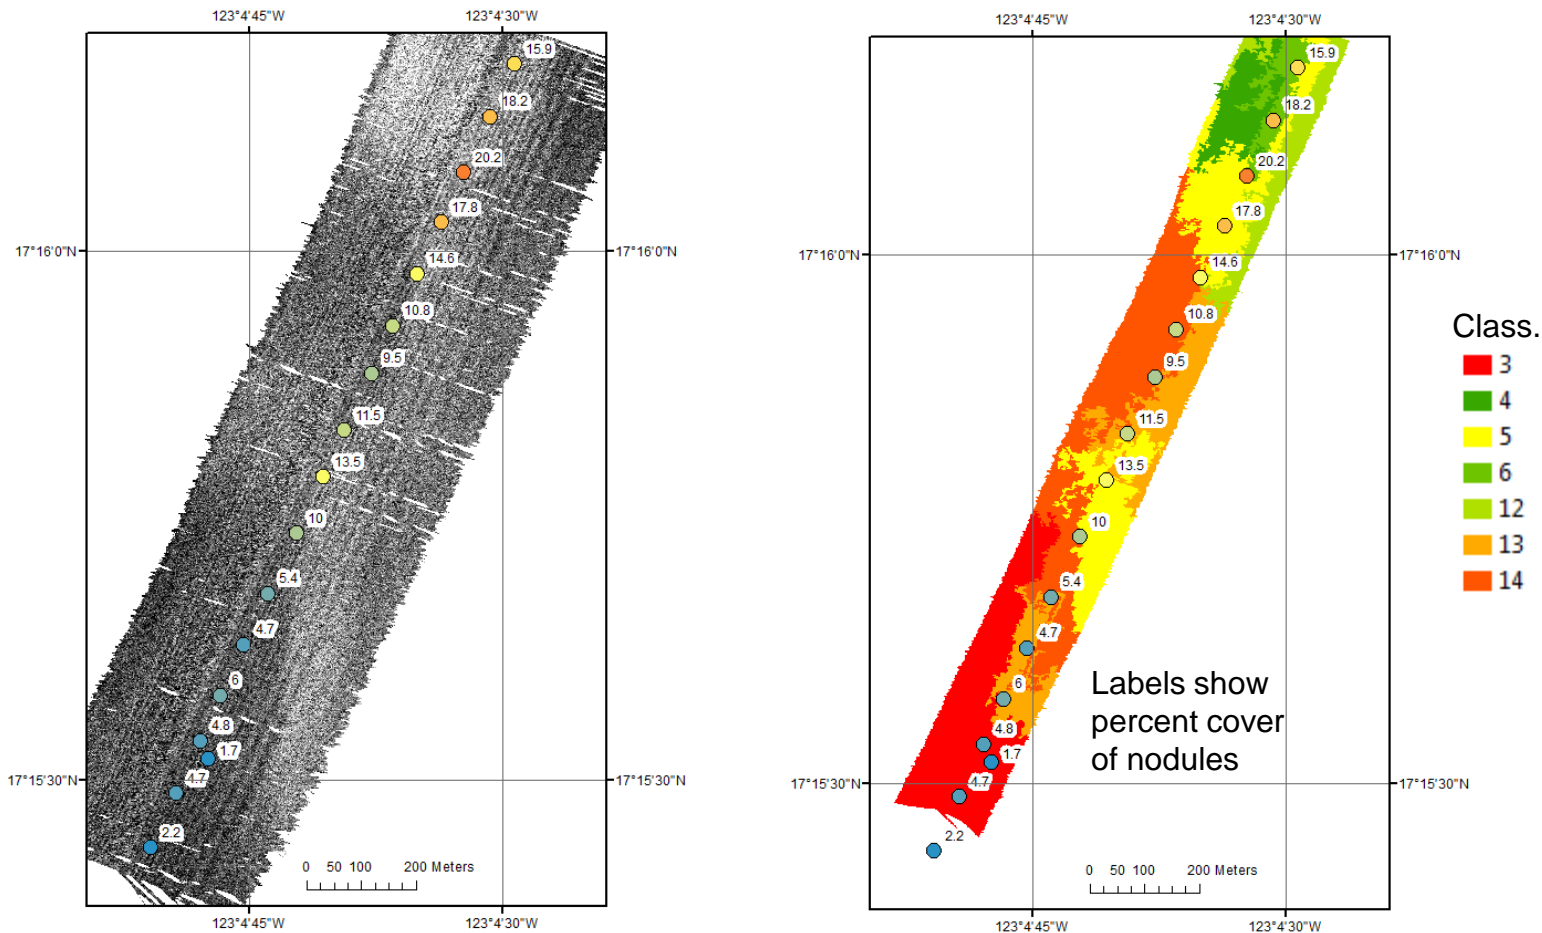 123°4'45"W
123°4'30"W
15.9
18.2
20.2
17.8
17°16'0"N
17°16'0"N
14.6
10.8
9.5
11.5
13.5
10
5.4
4.7
6
4.8
1.7
17°15'30"N
4.7
17°15'30"N
2.2
0 50 100 200 Meters
123°4'45"W
123°4'30"W
123°4'45"W
123°4'30"W
15.9
18.2
20.2
17.8
17°16'0"N
17°16'0"N
14.6
10.8
9.5
11.5
13.5
10
5.4
4.7
6
4.8
1.7
17°15'30"N
4.7
17°15'30"N
2.2
Labels show
percent cover
of nodules
0 50 100 200 Meters
123°4'45"W
123°4'30"W
Class.
3
4
5
6
12
13
14